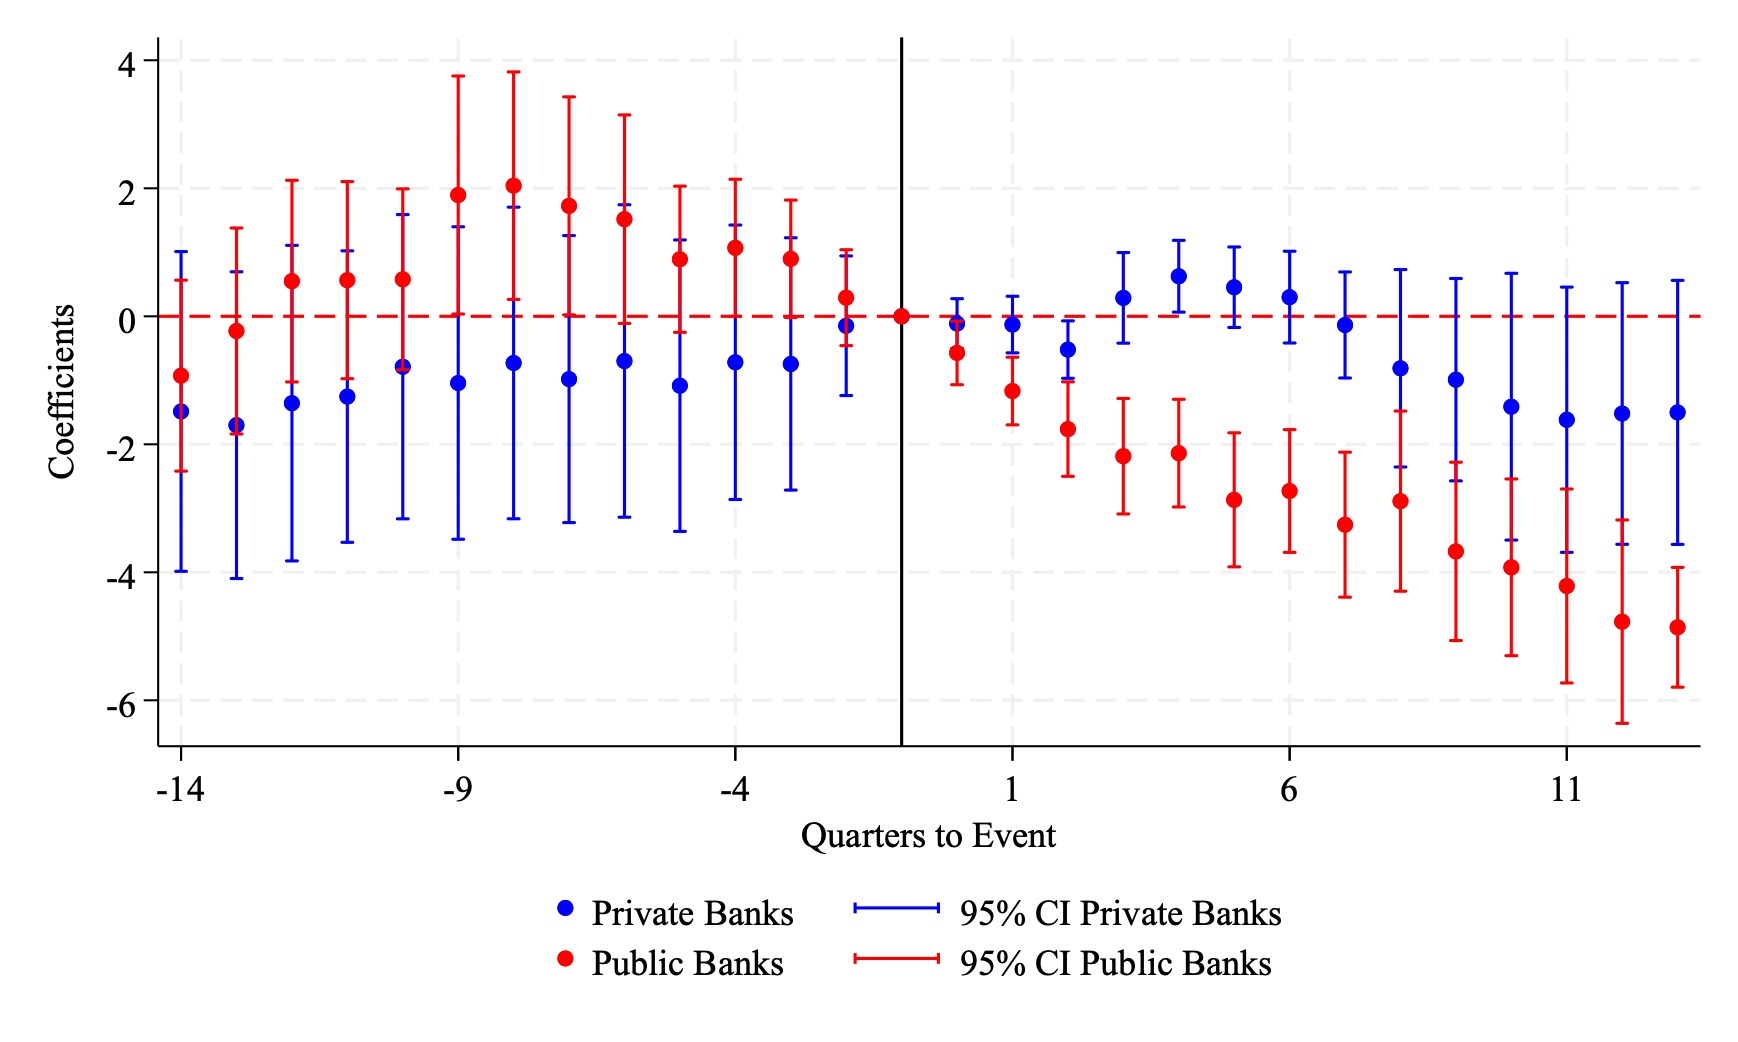 4
2
0
-2
-4
-6
Coefficients
-14 -9 -4 1 6 11
Quarters to Event
Private Banks 95% CI Private Banks
Public Banks 95% CI Public Banks